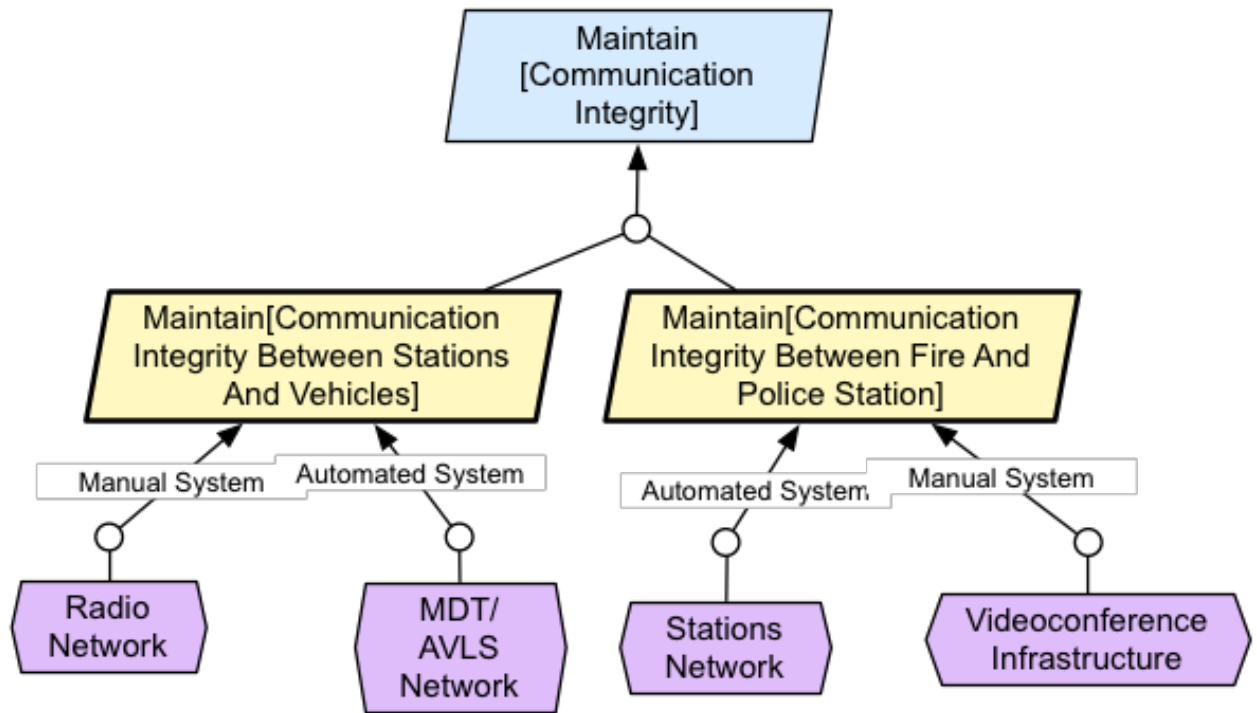 Maintain
[Communication
Integrity]
Maintain[Communication
Integrity Between Stations
And Vehicles]
Maintain[Communication
Integrity Between Fire And
Police Station]
Manual System
Automated System
Automated System
Manual System
Radio
Network
MDT/
AVLS
Network
Stations
Network
Videoconference
Infrastructure